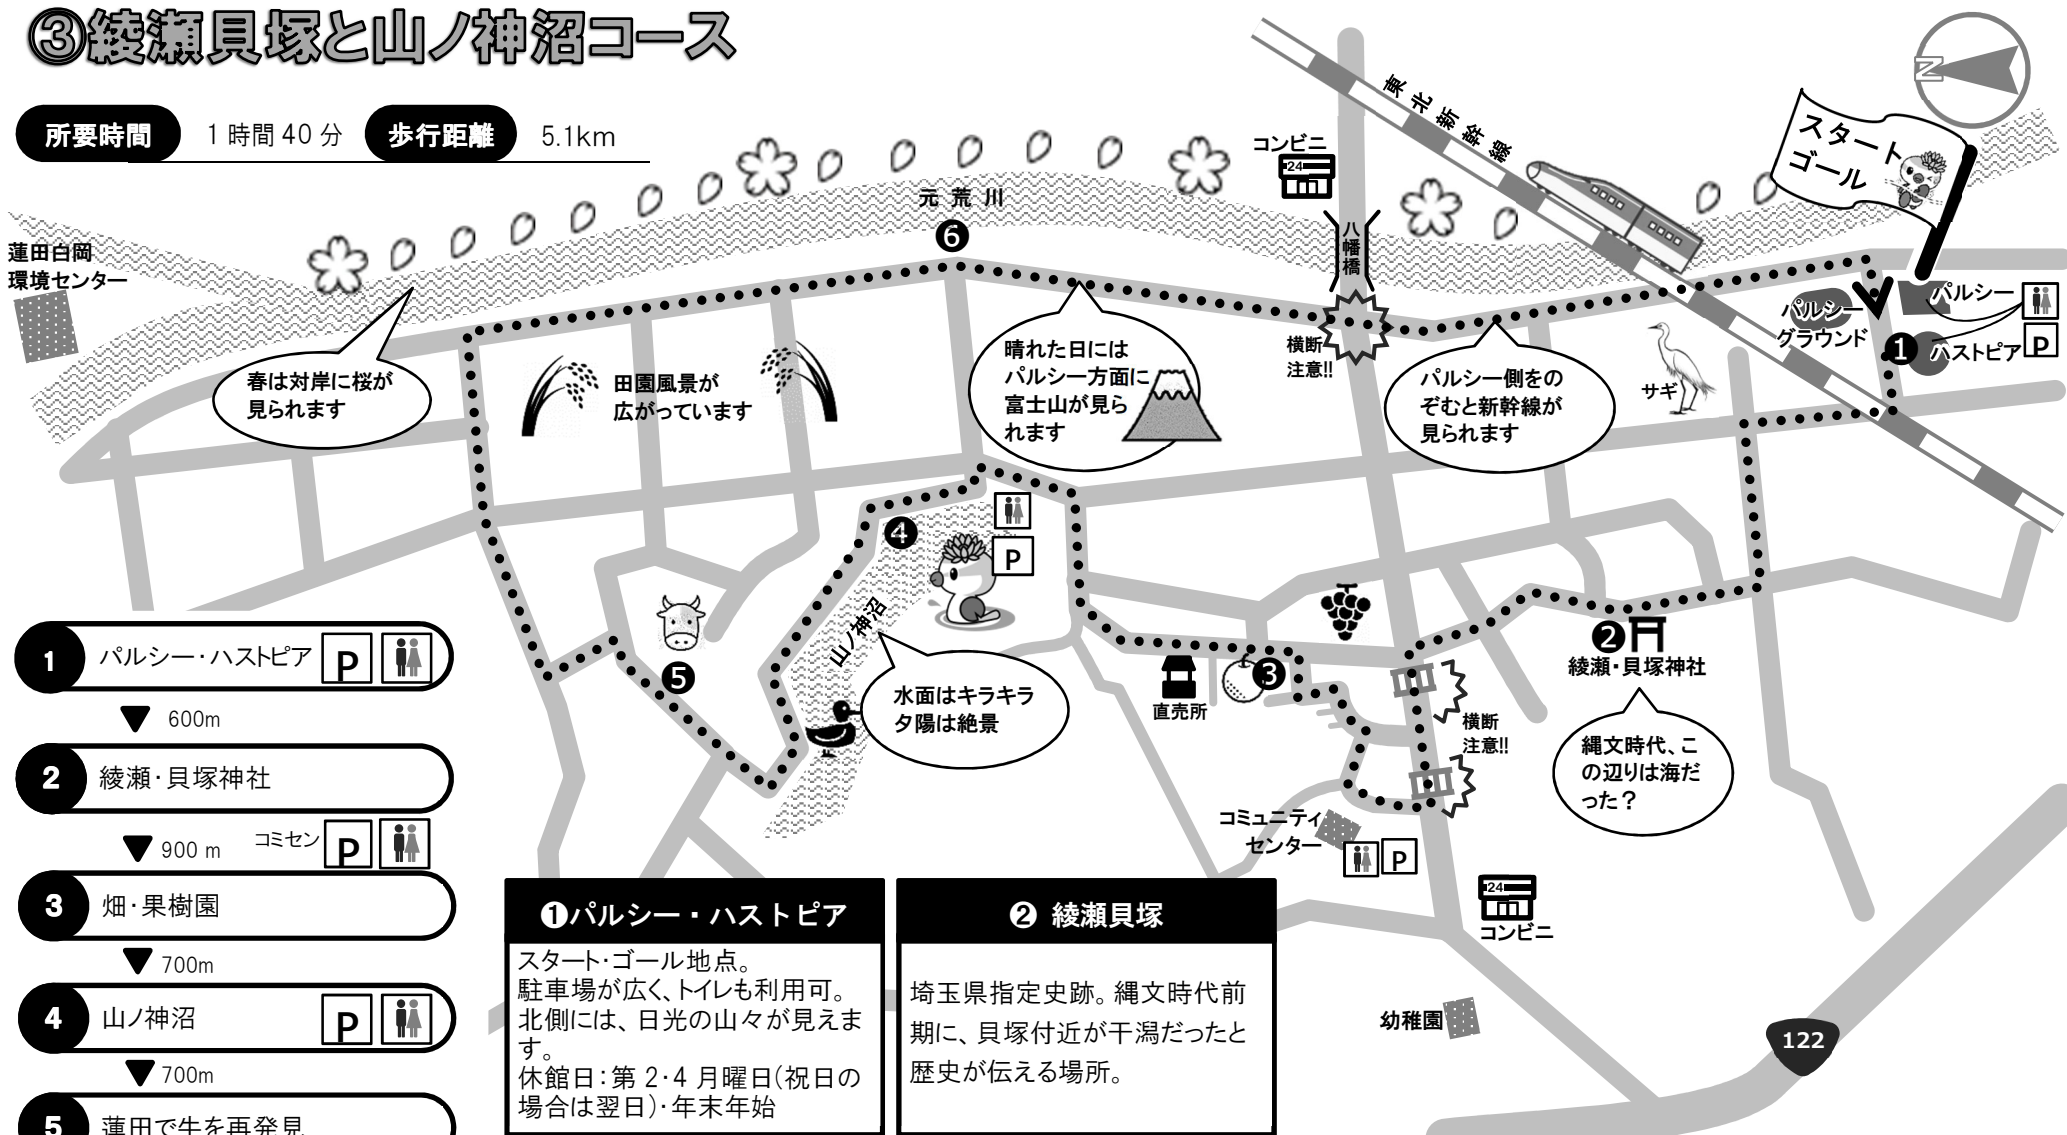 ③綾瀬貝塚と山ノ神沼コース
所要時間 1時間40分 歩行距離 5.1km
N
スタート
ゴール
東北新幹線
コンビニ
24
元荒川
❻
八幡橋
蓮田白岡
環境センター
春は対岸に桜が
見られます
田園風景が
広がっています
晴れた日には
パルシー方面に
富士山が見ら
れます
横断
注意!!
パルシー側をの
ぞむと新幹線が
見られます
サギ
パルシー
グラウンド
パルシー
❶
ハストピア
P
❹
P
山ノ神沼
水面はキラキラ
夕陽は絶景
❺
直売所
❸
❷
綾瀬・貝塚神社
縄文時代、こ
の辺りは海だ
った？
横断
注意!!
コミュニティ
センター
P
24
コンビニ
幼稚園
122
1 パルシー・ハストピア P
▼ 600m
2 綾瀬・貝塚神社
▼ 900 m コミセン P
3 畑・果樹園
▼ 700m
4 山ノ神沼 P
▼ 700m
5 蓮田で牛を再発見
❶パルシー・ハストピア
スタート・ゴール地点。
駐車場が広く、トイレも利用可。
北側には、日光の山々が見えま
す。
休館日：第 2・4 月曜日（祝日の
場合は翌日）・年末年始
❷ 綾瀬貝塚
埼玉県指定史跡。縄文時代前
期に、貝塚付近が干潟だったと
歴史が伝える場所。